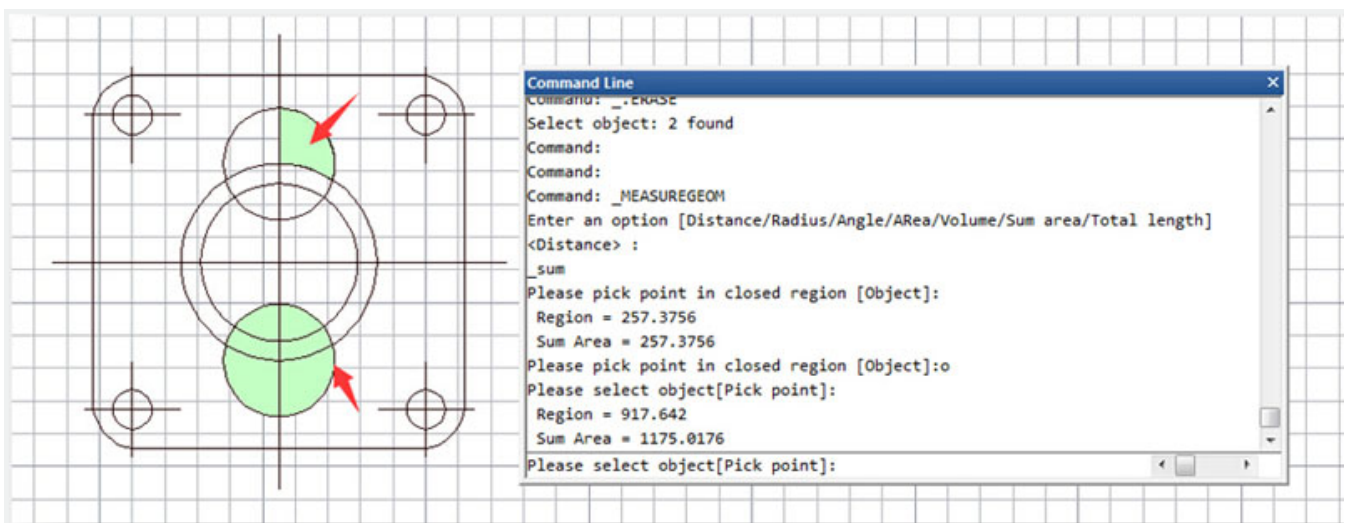 Command Line
Command: _.ERASE
Select object: 2 found
Command:
Command:
Command: _MEASUREGEOM
Enter an option [Distance/Radius/Angle/ARea/Volume/Sum area/Total length]
<Distance> :
_sum
Please pick point in closed region [Object]:
Region = 257.3756
Sum Area = 257.3756
Please pick point in closed region [Object]:o
Please select object[Pick point]:
Region = 917.642
Sum Area = 1175.0176
Please select object[Pick point]: